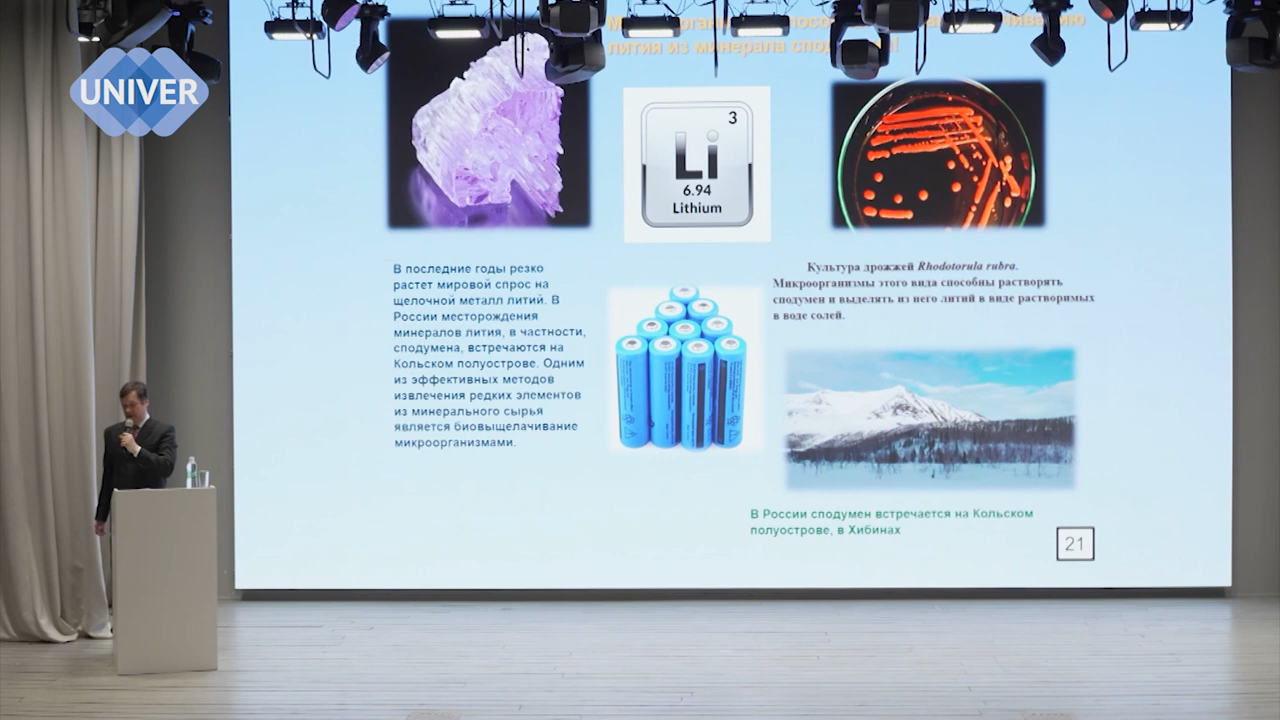 UNIVER
лития из минерала
3
Li
6.94
Lithium
В последние годы резко
растет мировой спрос на
щелочной металл литий. В
России месторождения
минералов лития, в частности,
сподумена, встречаются на
Кольском полуострове. Одним
из эффективных методов
извлечения редких элементов
из минерального сырья
является биовыщелачивание
микроорганизмами.
Культура дрожжей Rhodotorula rubra.
Микроорганизмы этого вида способны растворять
сподумен и выделять из него литий в виде растворимых
в воде солей.
В России сподумен встречается на Кольском
полуострове, в Хибинах
21